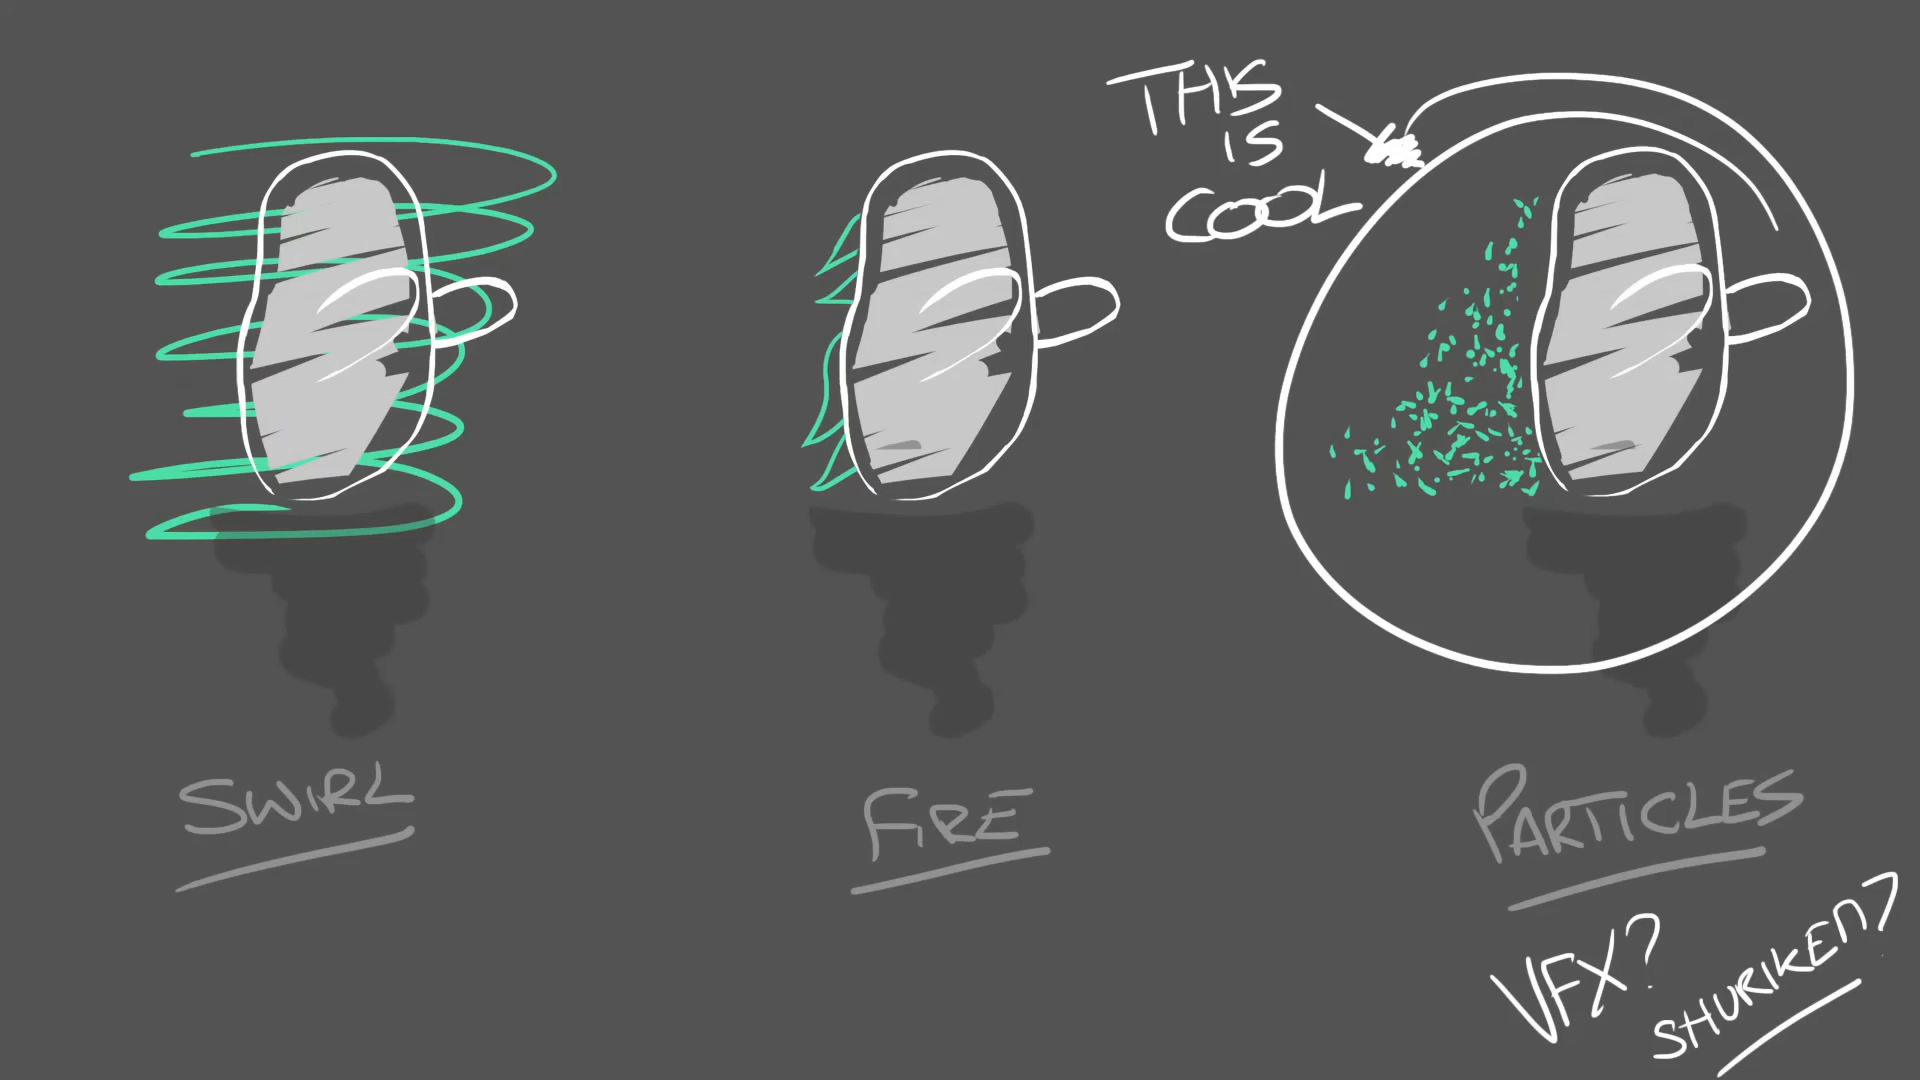 THIS
IS
COOL
SWIRL
FIRE
PARTICLES
VFX?
SHURIKEN?